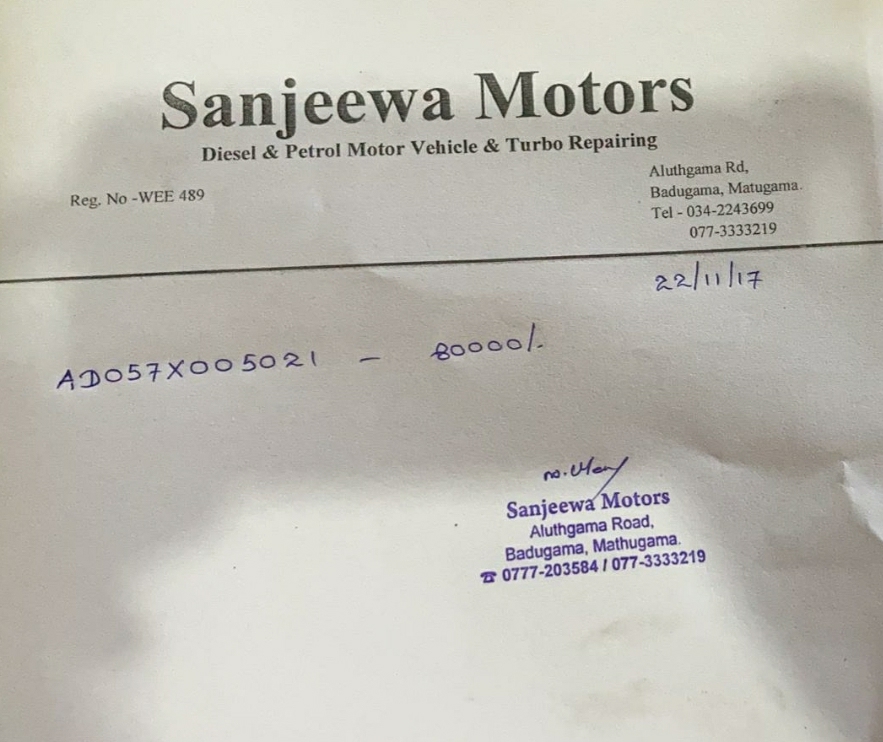 Sanjeewa Motors
Diesel & Petrol Motor Vehicle & Turbo Repairing
Reg. No -WEE 489
Aluthgama Rd,
Badugama, Matugama.
Tel - 034-2243699
077-3333219
22/11/17
AD057X005021 - 80000/.
Sanjeewa Motors
Aluthgama Road,
Badugama, Mathugama.
☎ 0777-203584 / 077-3333219